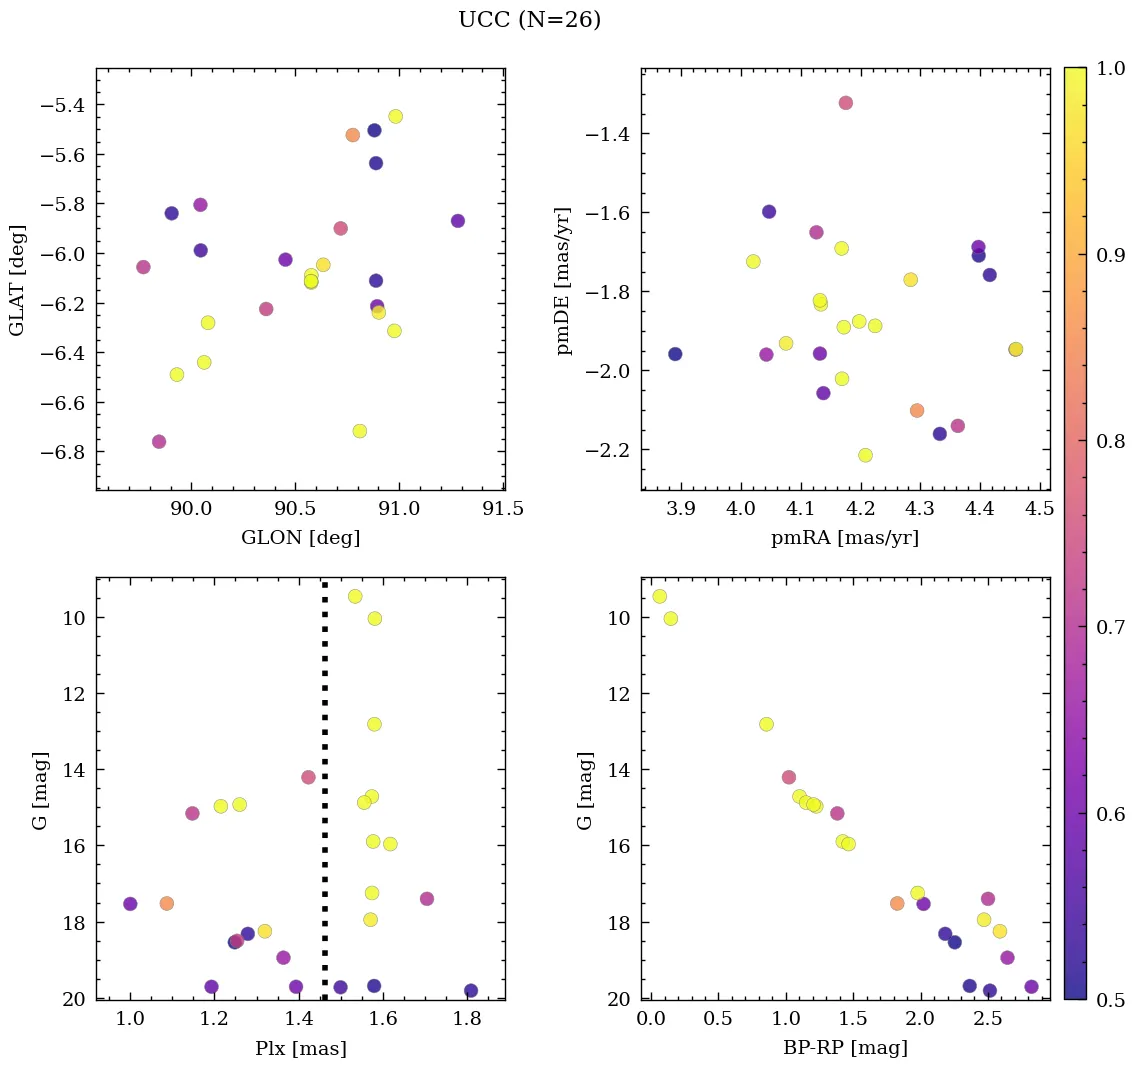 UCC (N=26)
−5.4
−5.6
−5.8
−6.0
−6.2
−6.4
−6.6
−6.8
GLAT [deg]
90.0 90.5 91.0 91.5
GLON [deg]
−1.4
−1.6
−1.8
−2.0
−2.2
pmDE [mas/yr]
3.9 4.0 4.1 4.2 4.3 4.4 4.5
pmRA [mas/yr]
10
12
14
16
18
20
G [mag]
1.0 1.2 1.4 1.6 1.8
Plx [mas]
10
12
14
16
18
20
G [mag]
0.0 0.5 1.0 1.5 2.0 2.5
BP-RP [mag]
1.0
0.9
0.8
0.7
0.6
0.5